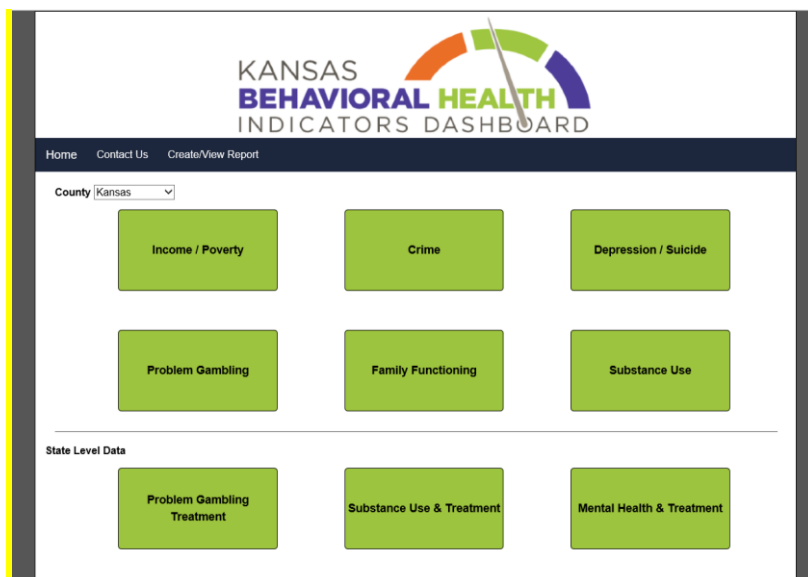 KANSAS
BEHAVIORAL HEALTH
INDICATORS DASHBOARD
Home Contact Us Create/View Report
County Kansas
Income / Poverty Crime Depression / Suicide
Problem Gambling Family Functioning Substance Use
State Level Data
Problem Gambling
Treatment
Substance Use & Treatment
Mental Health & Treatment